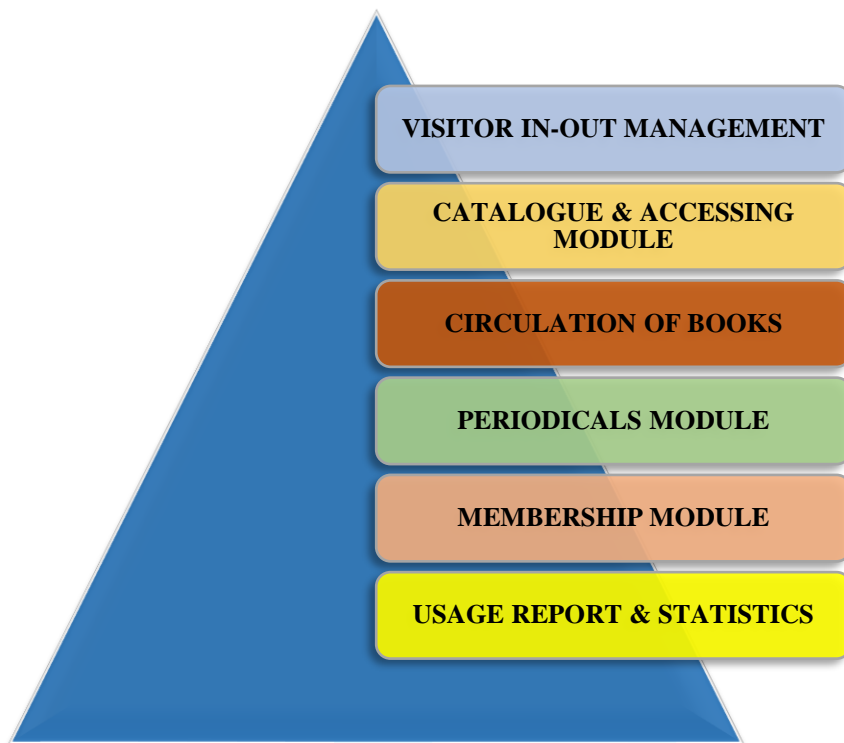 VISITOR IN-OUT MANAGEMENT
CATALOGUE & ACCESSING
MODULE
CIRCULATION OF BOOKS
PERIODICALS MODULE
MEMBERSHIP MODULE
USAGE REPORT & STATISTICS